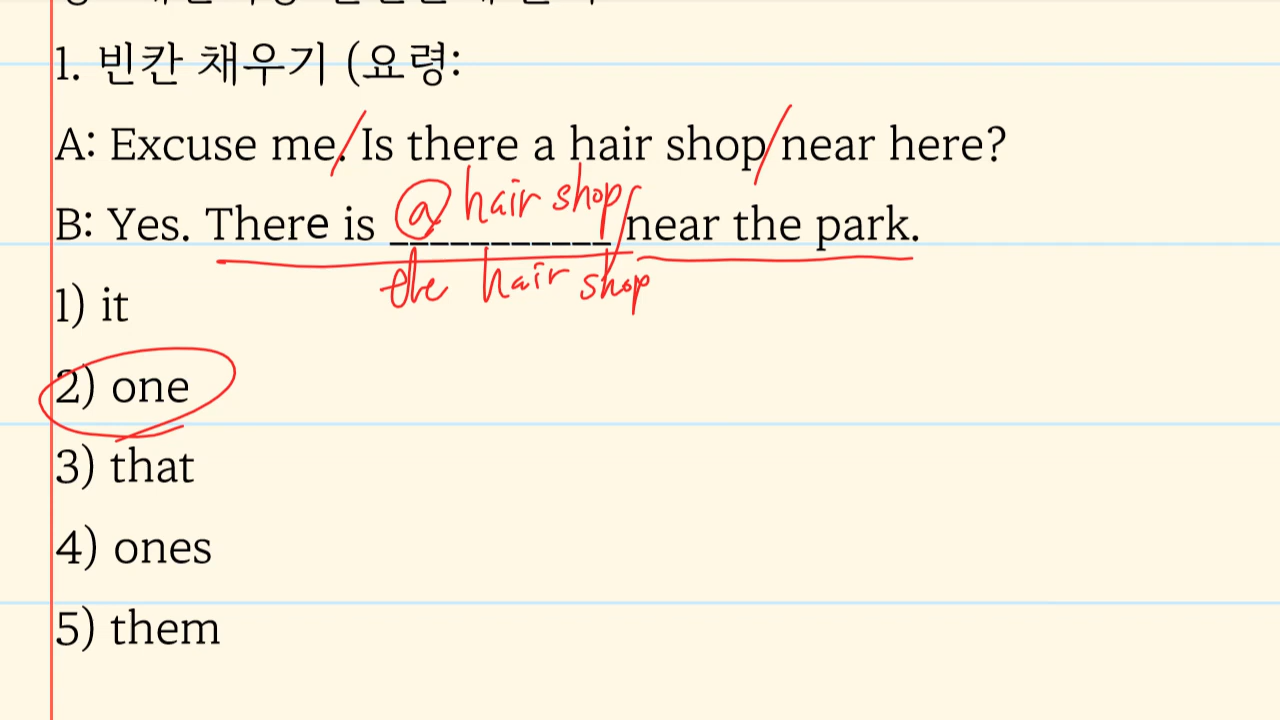 1. 빈칸 채우기 (요령:
A: Excuse me. Is there a hair shop near here?
a hair shop
B: Yes. There is ___________ near the park.
the hair shop
1) it
2) one
3) that
4) ones
5) them